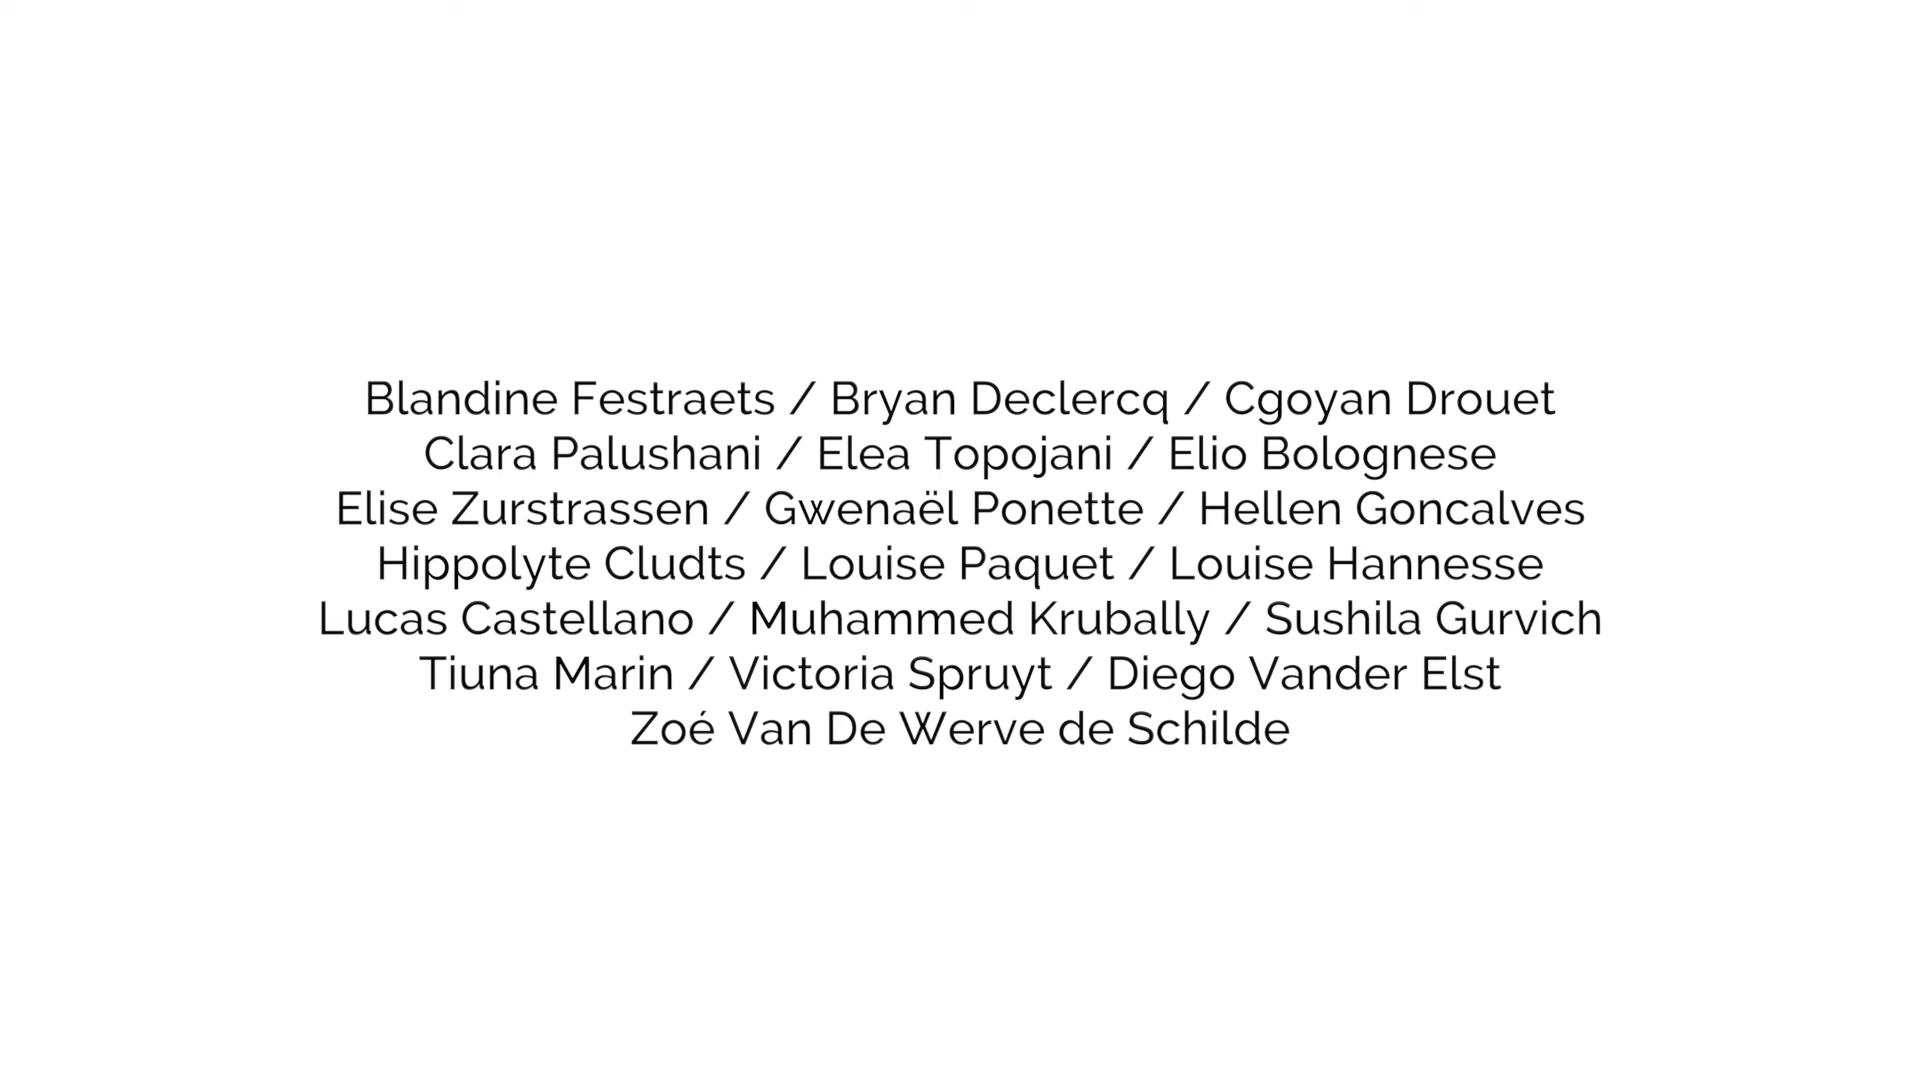 Blandine Festraets / Bryan Declercq / Cgoyan Drouet
Clara Palushani / Elea Topojani / Elio Bolognese
Elise Zurstrassen / Gwenaël Ponette / Hellen Goncalves
Hippolyte Cludts / Louise Paquet / Louise Hannesse
Lucas Castellano / Muhammed Krubally / Sushila Gurvich
Tiuna Marin / Victoria Spruyt / Diego Vander Elst
Zoé Van De Werve de Schilde